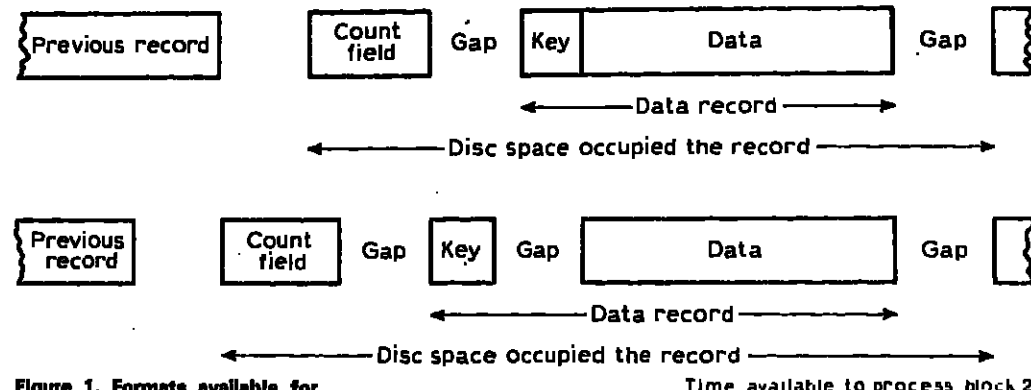 Previous record
Count
field
Gap
Key
Data
Gap
Data record
Disc space occupied the record
Previous
record
Count
field
Gap
Key
Gap
Data
Gap
Data record
Disc space occupied the record
Figure 1. Formats available for
Time available to process block 2